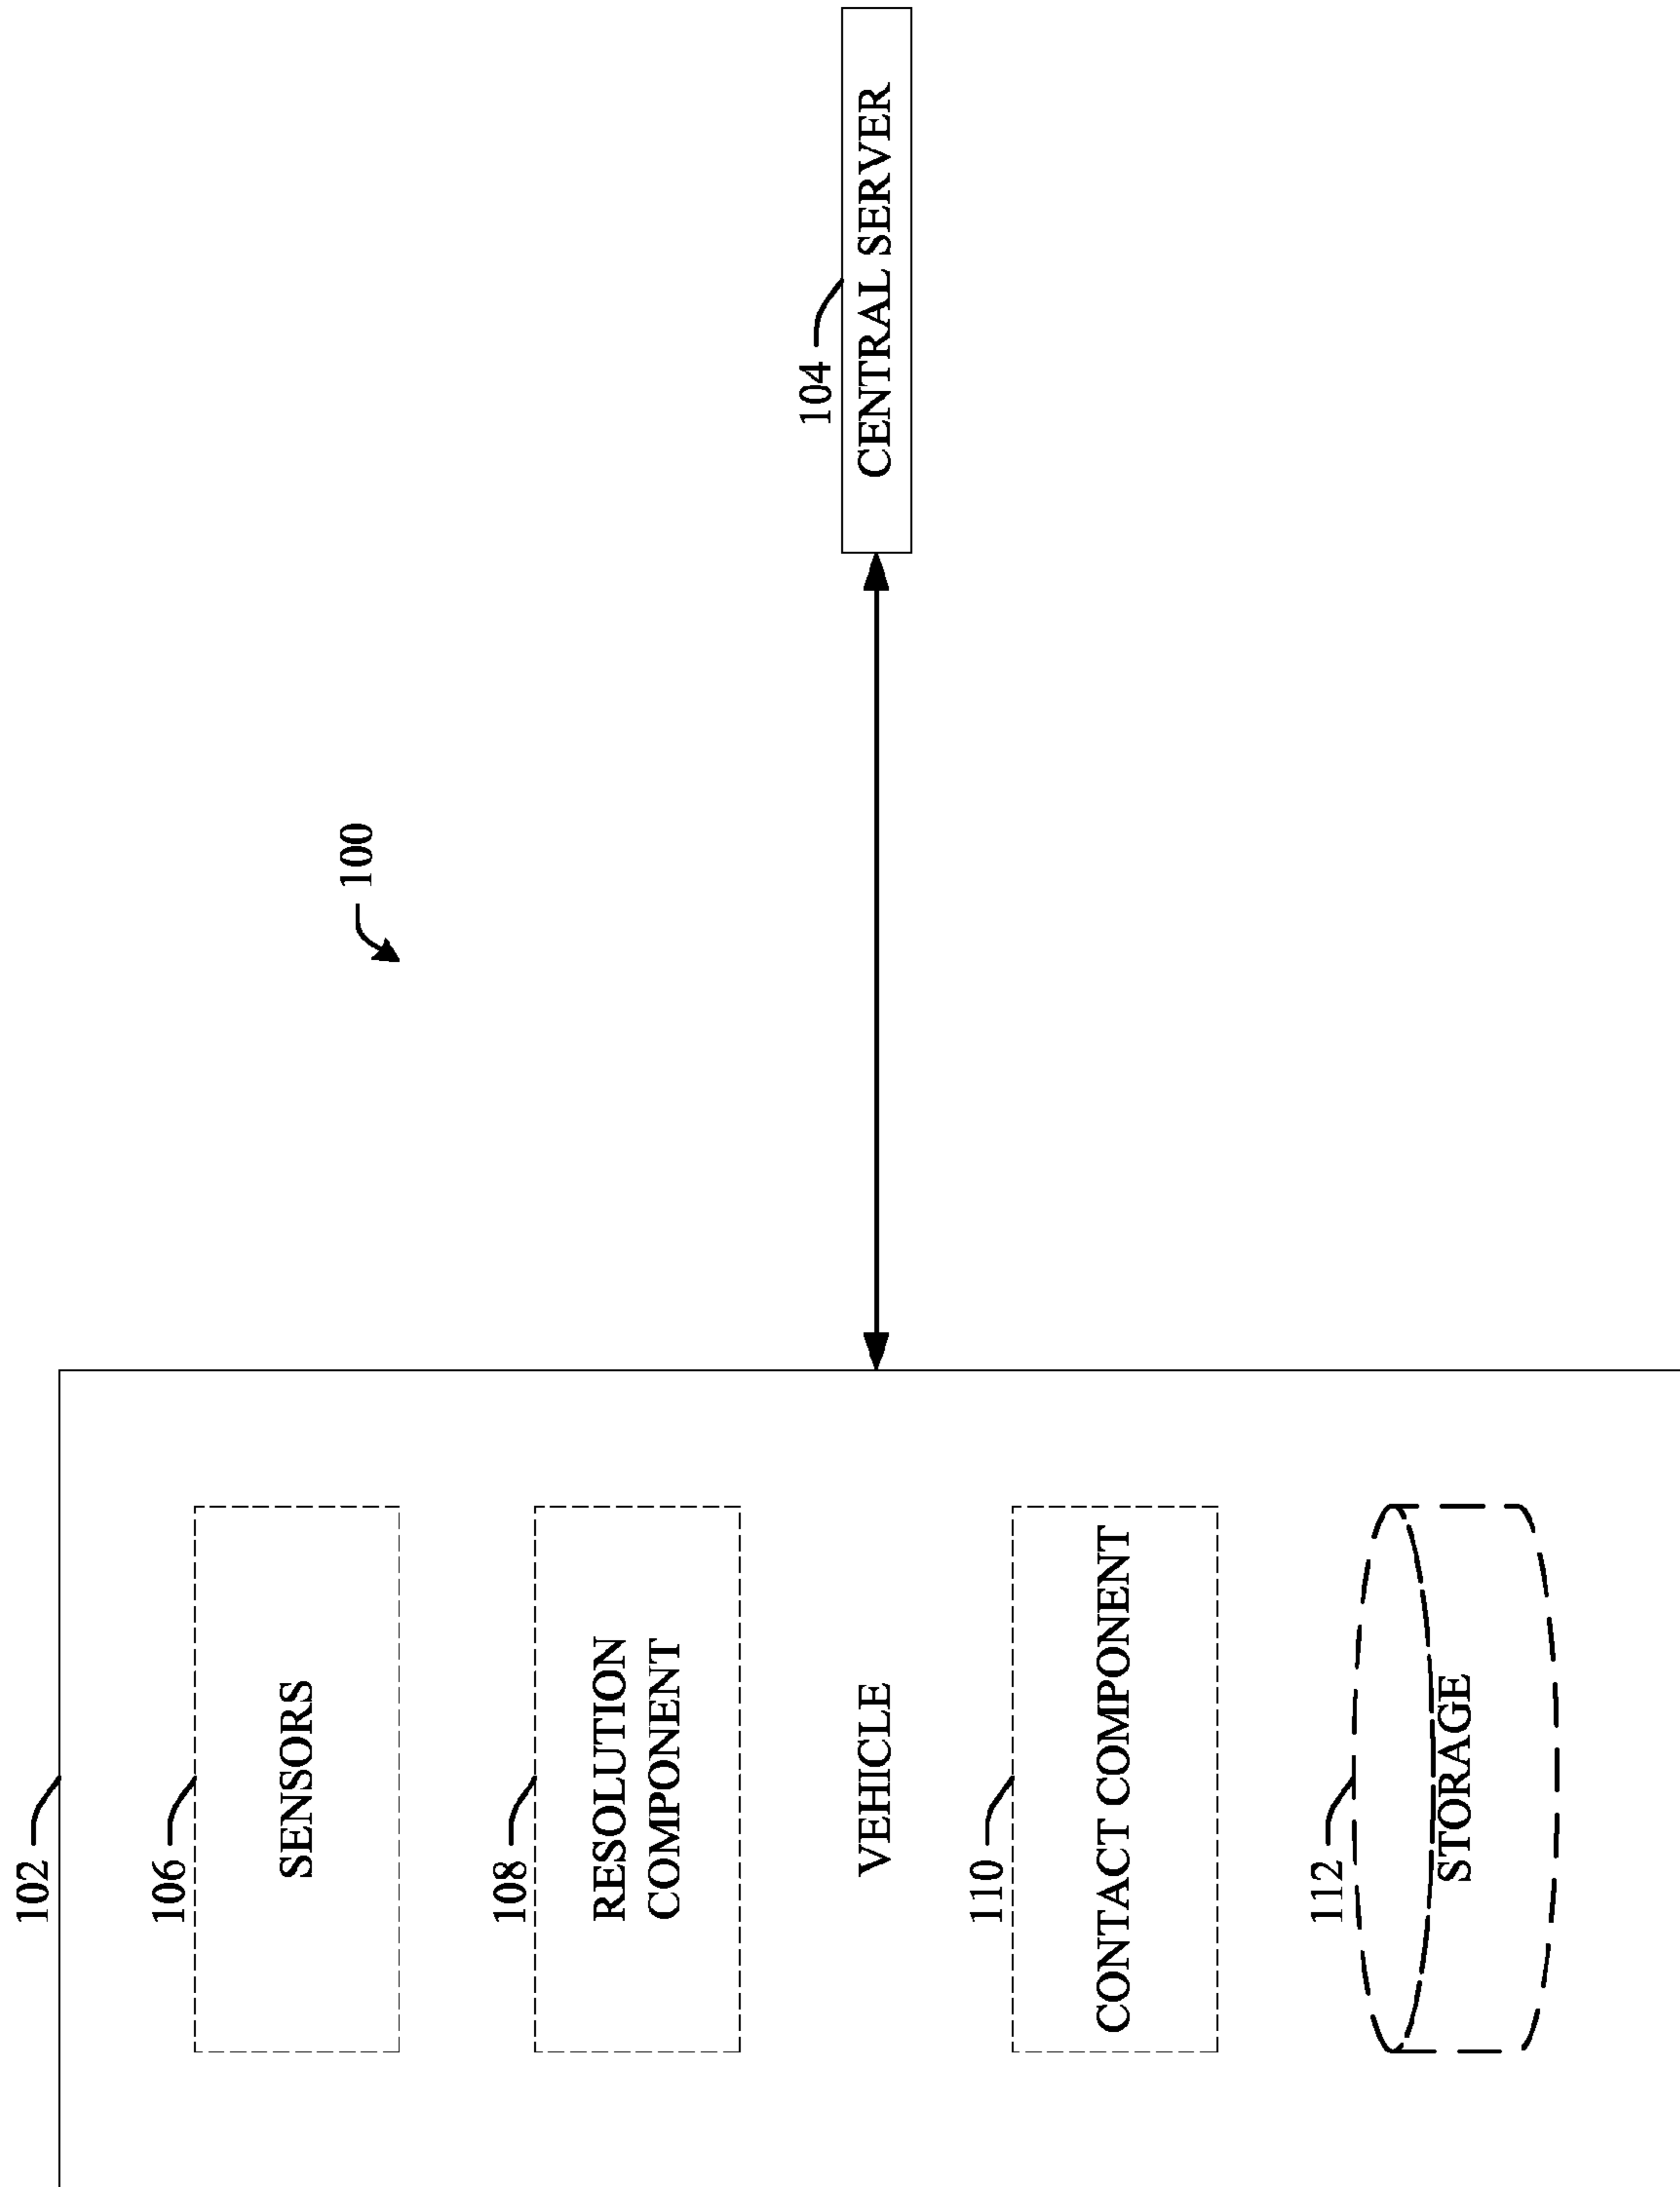 100
102
106
SENSORS
108
RESOLUTION
COMPONENT
VEHICLE
110
CONTACT COMPONENT
112
STORAGE
104
CENTRAL SERVER